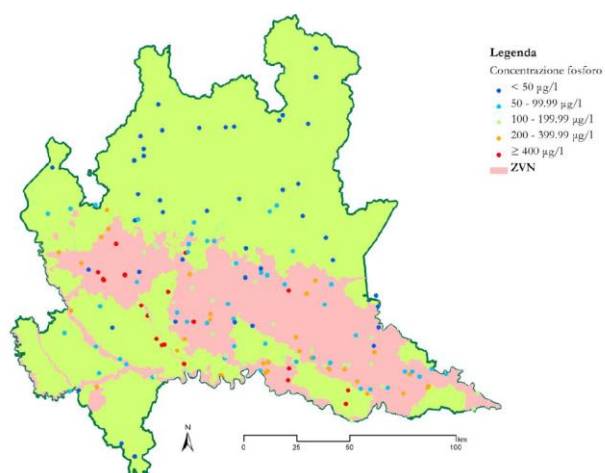 Legenda
Concentrazione fosforo
< 50 µg/l
50 - 99.99 µg/l
100 - 199.99 µg/l
200 - 399.99 µg/l
≥ 400 µg/l
ZVN
N
0 25 50 100
km